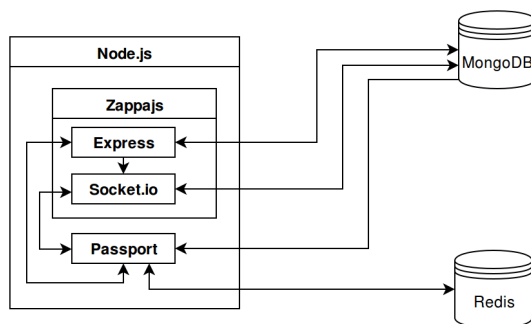 Node.js
MongoDB
Zappajs
Express
Socket.io
Passport
Redis